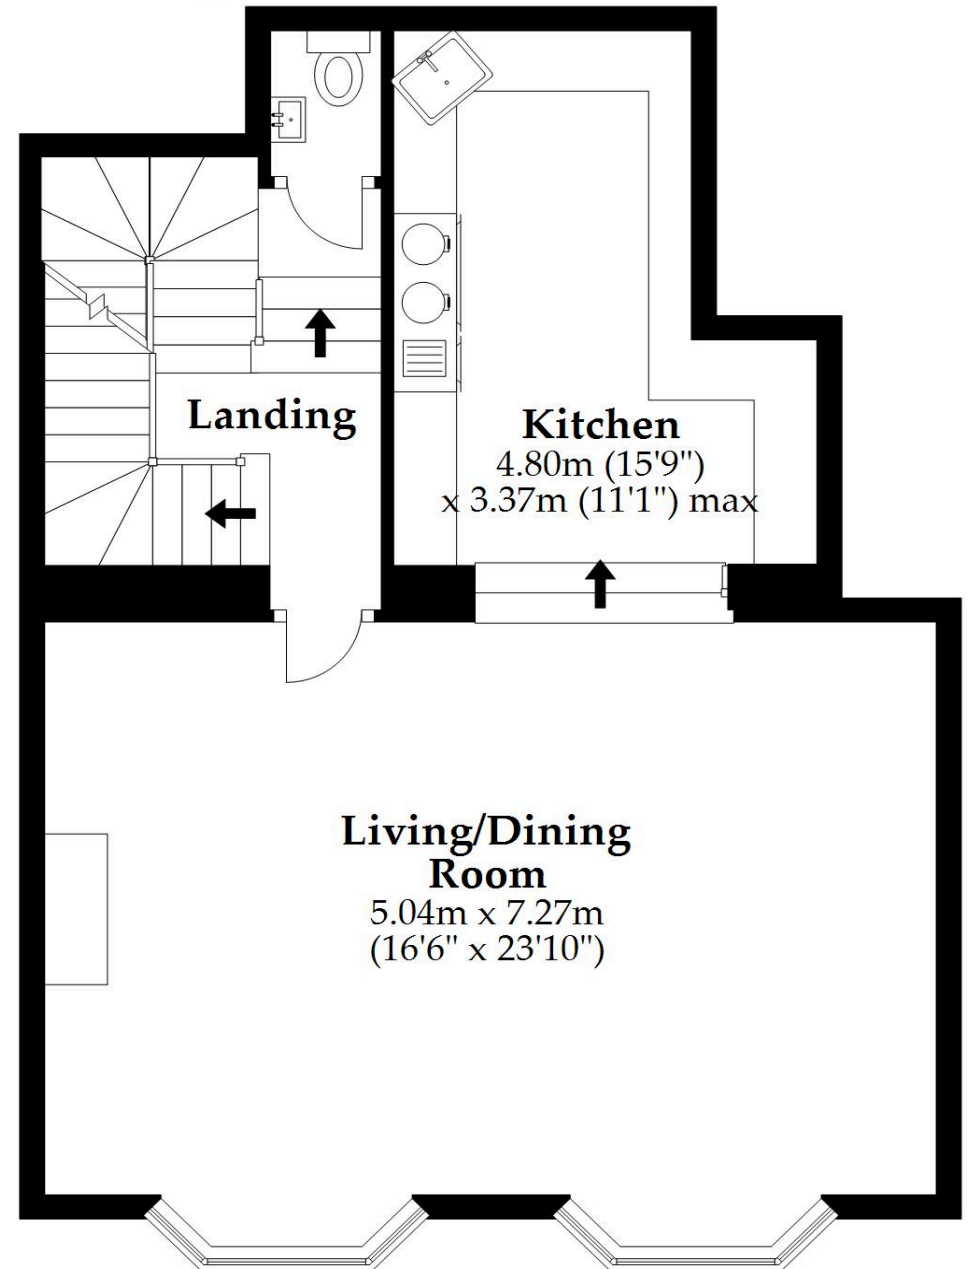 Landing
Kitchen
4.80m (15'9")
x 3.37m (11'1") max
Living/Dining
Room
5.04m x 7.27m
(16'6" x 23'10")